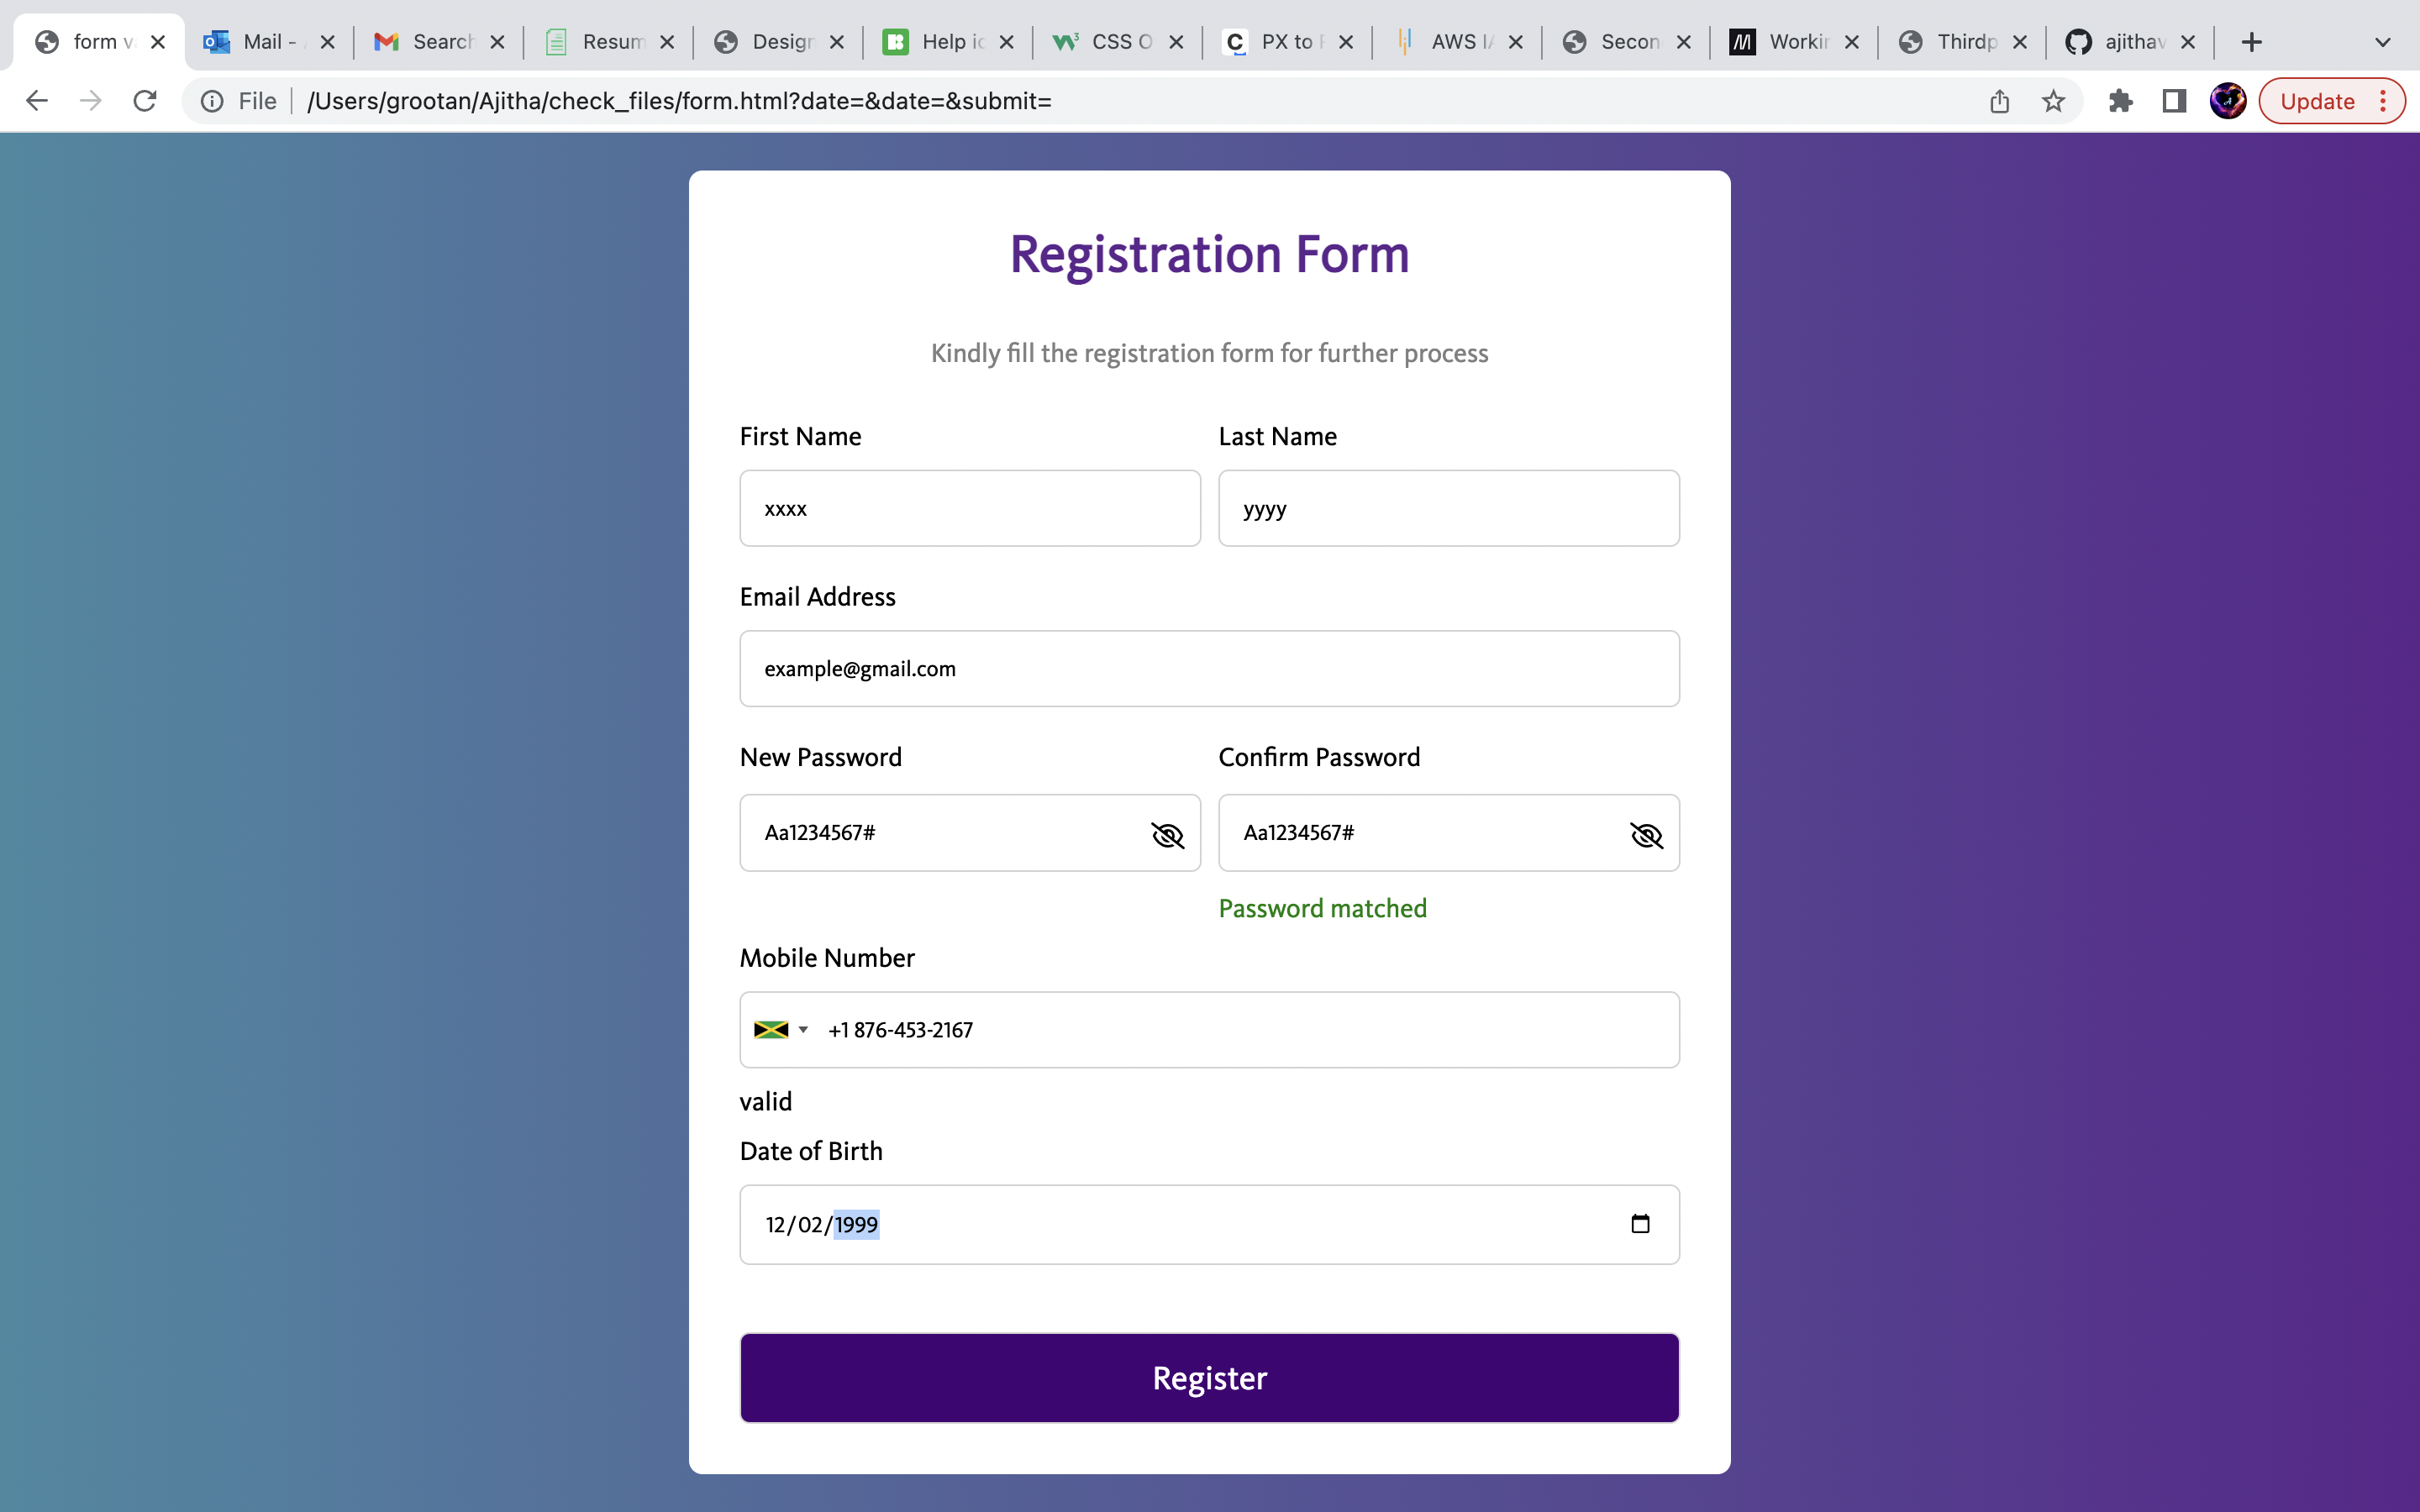 form v
Mail -
Search
Resum
Design
Help ic
CSS O
PX to
AWS
Secon
Workin
Thirdp
ajithav
File /Users/grootan/Ajitha/check_files/form.html?date=&date=&submit=
Update
Registration Form
Kindly fill the registration form for further process
First Name Last Name
xxxx yyyy
Email Address
example@gmail.com
New Password Confirm Password
Aa1234567# Aa1234567#
Password matched
Mobile Number
+1 876-453-2167
valid
Date of Birth
12/02/1999
Register